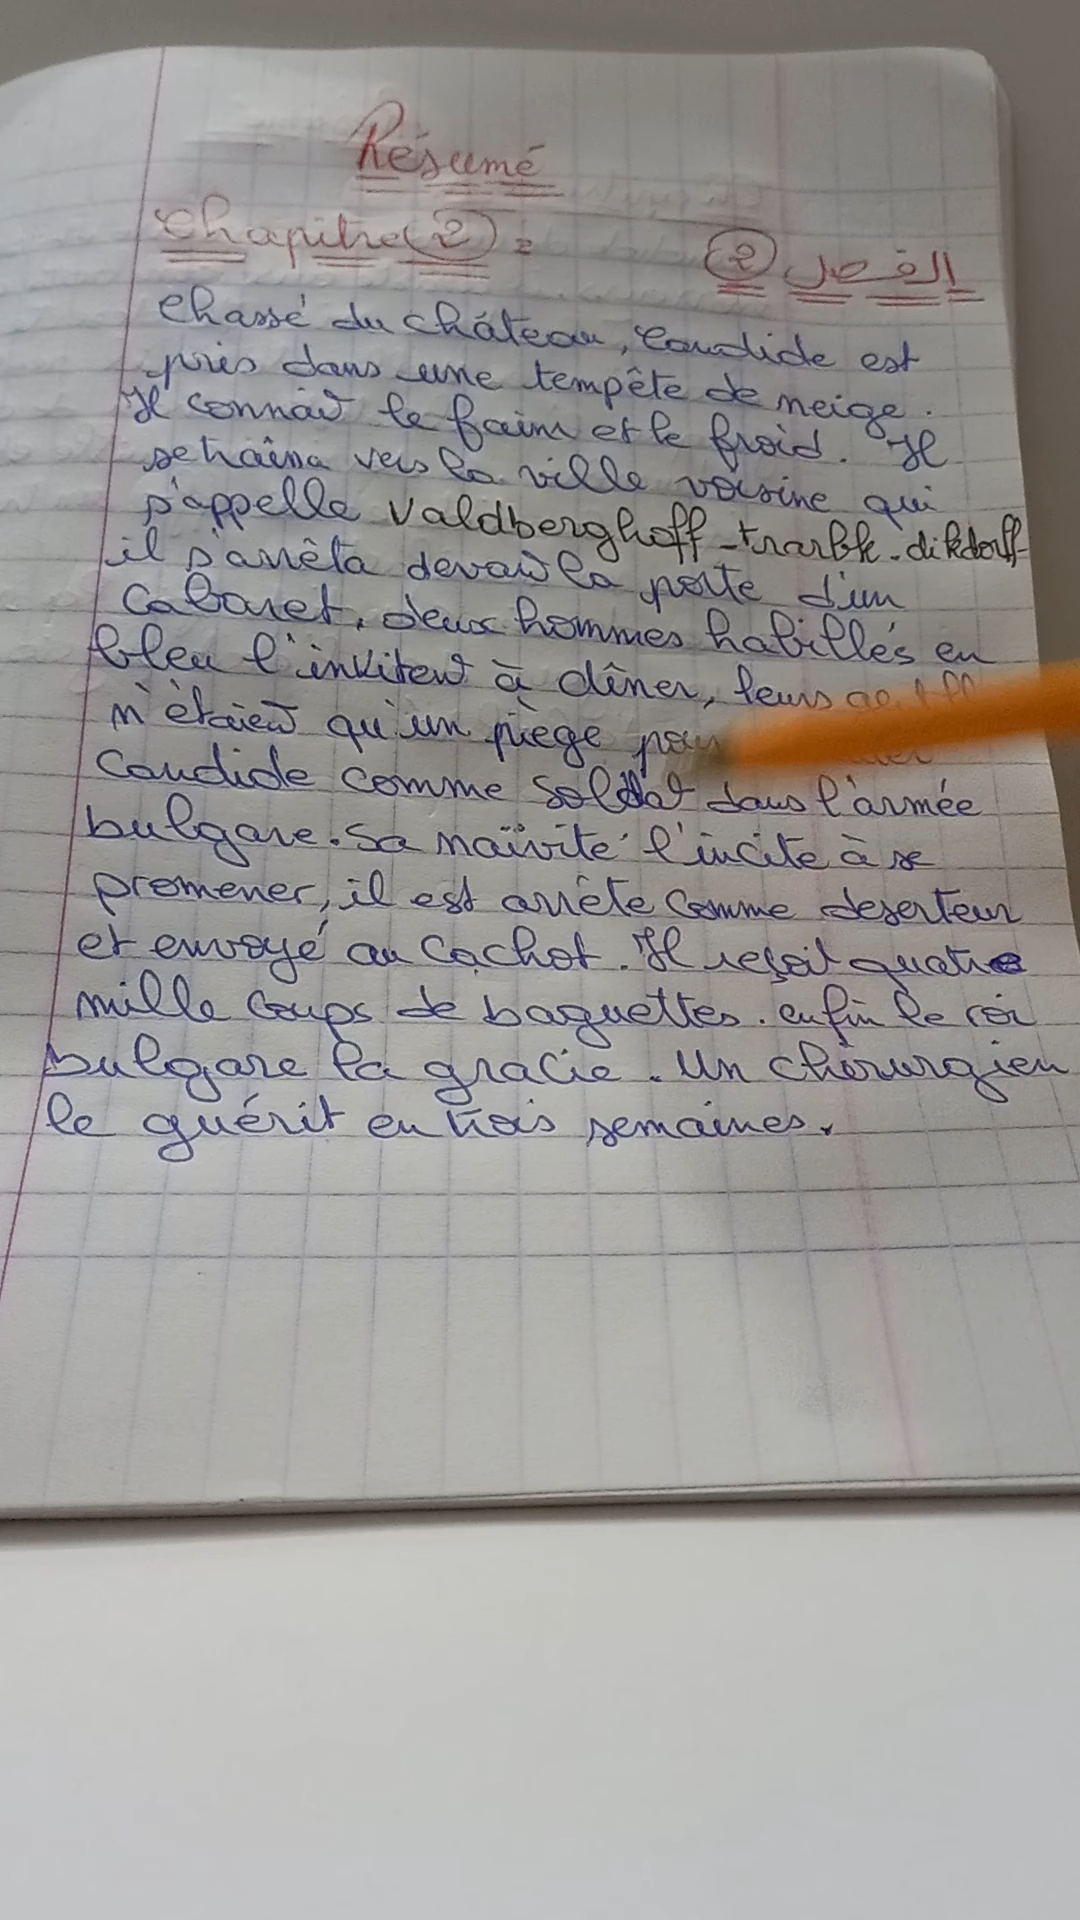 Résumé
Chapitre (2) :
الفصل (2)
Chassé du château, Candide est
pris dans une tempête de neige.
Il connaît le faim et le froid. Il
se traîna vers la ville voisine qui
s'appelle Valdberghoff-trarbk-dikdorff-
il s'arrêta devant la porte d'un
Cabaret, deux hommes habillés en
bleu l'invitent à dîner, leurs
n'étaient qu'un piège pour
Candide comme soldat dans l'armée
bulgare. Sa naïvité l'incite à se
promener, il est arrête comme deserteur
et envoyé au Cachot. Il reçoit quatre
mille coups de baguettes. enfin le roi
bulgare la gracie. Un chirurgien
le guérit en trois semaines.